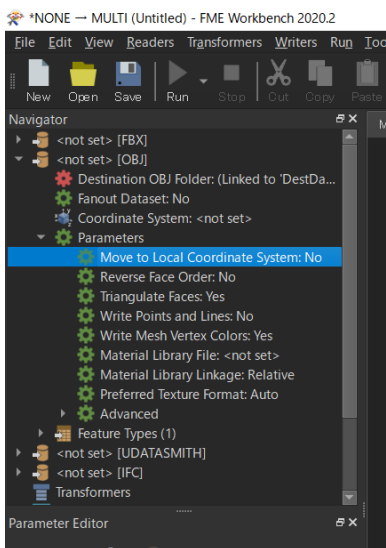 *NONE → MULTI (Untitled) - FME Workbench 2020.2
File Edit View Readers Transformers Writers Run Too
New Open Save Run Stop Cut Copy Paste
Navigator
M
<not set> [FBX]
<not set> [OBJ]
Destination OBJ Folder: (Linked to 'DestDa...
Fanout Dataset: No
Coordinate System: <not set>
Parameters
Move to Local Coordinate System: No
Reverse Face Order: No
Triangulate Faces: Yes
Write Points and Lines: No
Write Mesh Vertex Colors: Yes
Material Library File: <not set>
Material Library Linkage: Relative
Preferred Texture Format: Auto
Advanced
Feature Types (1)
<not set> [UDATASMITH]
<not set> [IFC]
Transformers
Parameter Editor